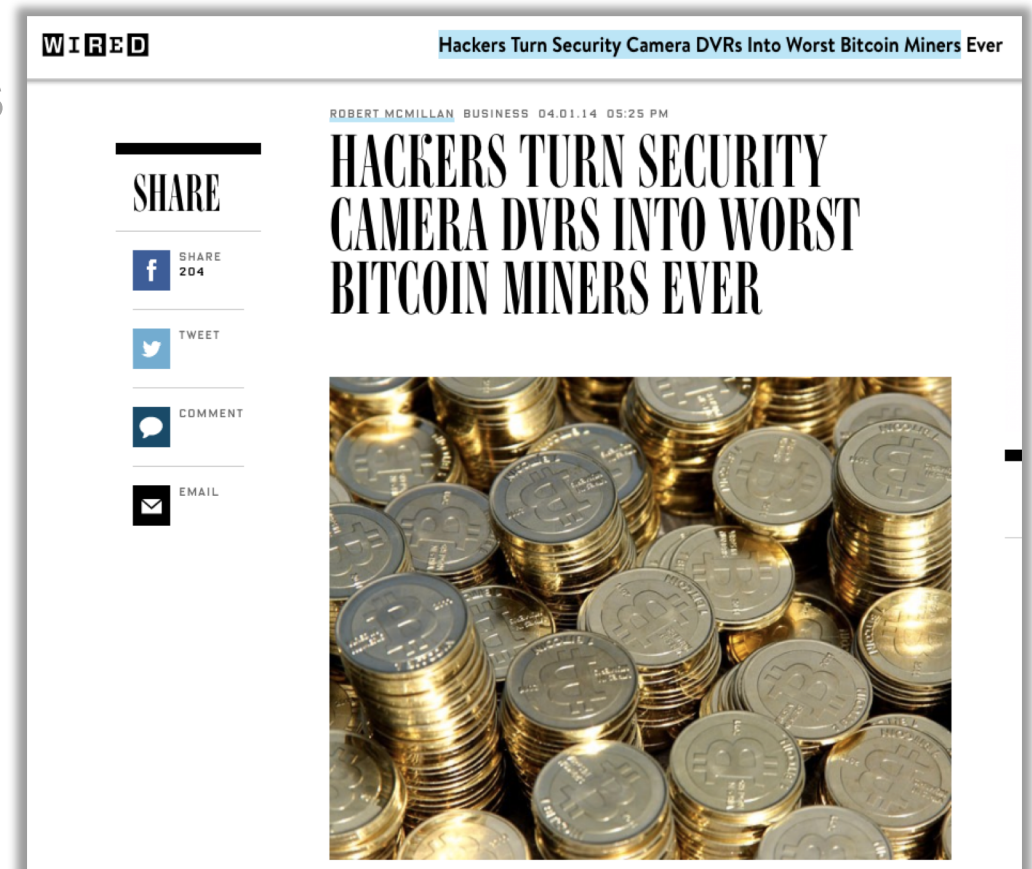 WIRED
Hackers Turn Security Camera DVRs Into Worst Bitcoin Miners Ever
ROBERT MCMILLAN BUSINESS 04.01.14 05:25 PM
HACKERS TURN SECURITY
CAMERA DVRS INTO WORST
BITCOIN MINERS EVER
SHARE
SHARE
204
TWEET
COMMENT
EMAIL